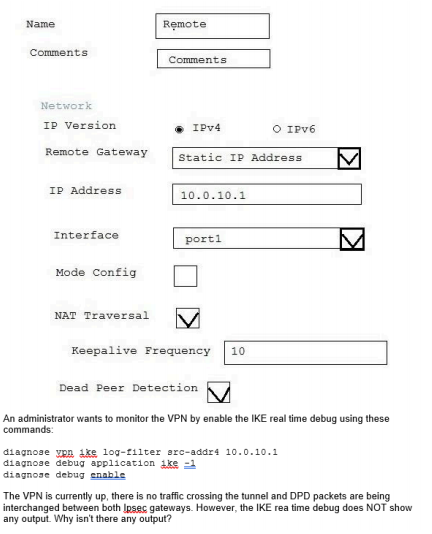 Name Remote
Comments Comments
Network
IP Version IPv4 IPv6
Remote Gateway Static IP Address
IP Address 10.0.10.1
Interface port1
Mode Config
NAT Traversal
Keepalive Frequency 10
Dead Peer Detection
An administrator wants to monitor the VPN by enable the IKE real time debug using these
commands:
diagnose vpn ike log-filter src-addr4 10.0.10.1
diagnose debug application ike -1
diagnose debug enable
The VPN is currently up, there is no traffic crossing the tunnel and DPD packets are being
interchanged between both Ipsec gateways. However, the IKE rea time debug does NOT show
any output. Why isn't there any output?